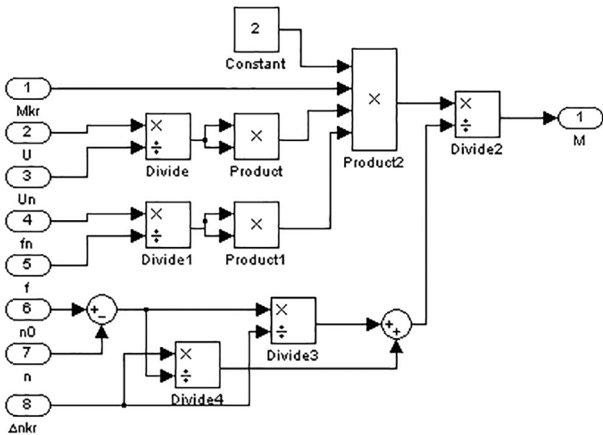 2
Constant
1
Mkr
2
U
3
Un
4
fn
5
f
6
n0
7
n
8
Δnkr
×
÷
Divide
×
Product
×
÷
Divide1
×
Product1
×
Product2
×
÷
Divide2
1
M
+
−
×
÷
Divide3
×
÷
Divide4
+
+